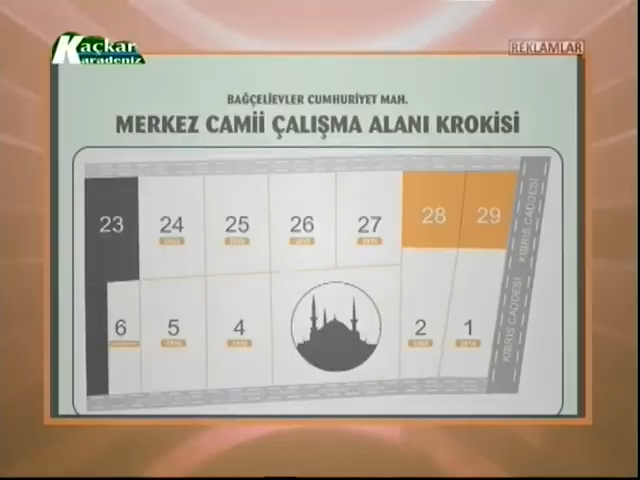 Kaçkar
Karadeniz
REKLAMLAR
BAĞÇELİEVLER CUMHURİYET MAH.
MERKEZ CAMİİ ÇALIŞMA ALANI KROKİSİ
23
24
25
26
27
28
29
KIBRIS CADDESİ
6
5
4
2
1
KIBRIS CADDESİ